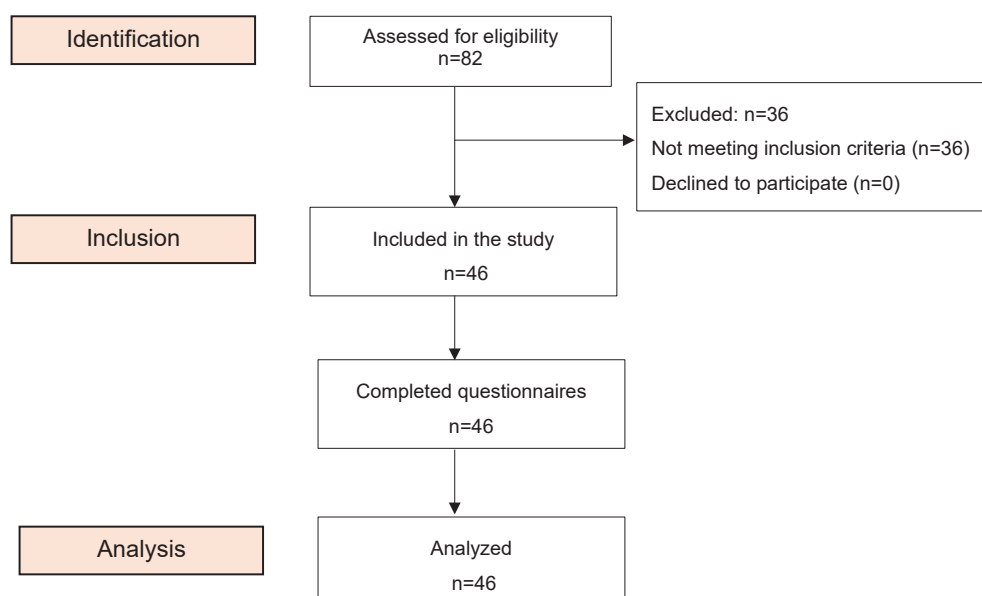 Identification
Assessed for eligibility
n=82
Excluded: n=36
Not meeting inclusion criteria (n=36)
Declined to participate (n=0)
Inclusion
Included in the study
n=46
Completed questionnaires
n=46
Analysis
Analyzed
n=46